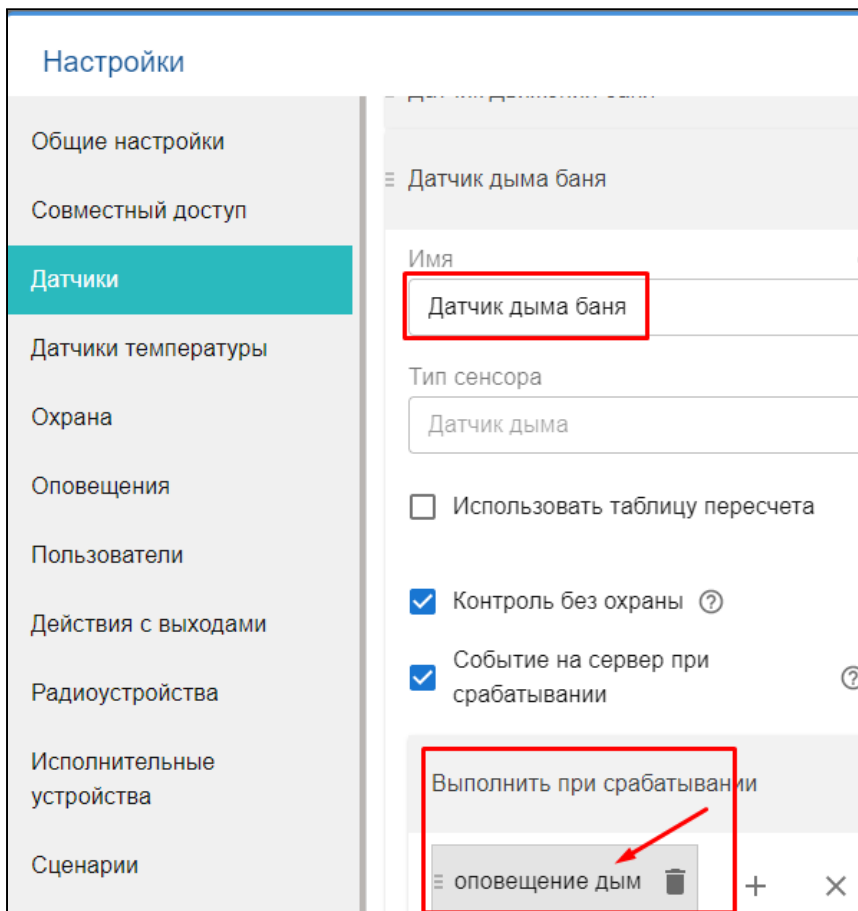 Настройки
Общие настройки
Совместный доступ
Датчики
Датчики температуры
Охрана
Оповещения
Пользователи
Действия с выходами
Радиоустройства
Исполнительные
устройства
Сценарии
Датчик дыма баня
Имя
Датчик дыма баня
Тип сенсора
Датчик дыма
Использовать таблицу пересчета
Контроль без охраны
Событие на сервер при
срабатывании
Выполнить при срабатывании
оповещение дым